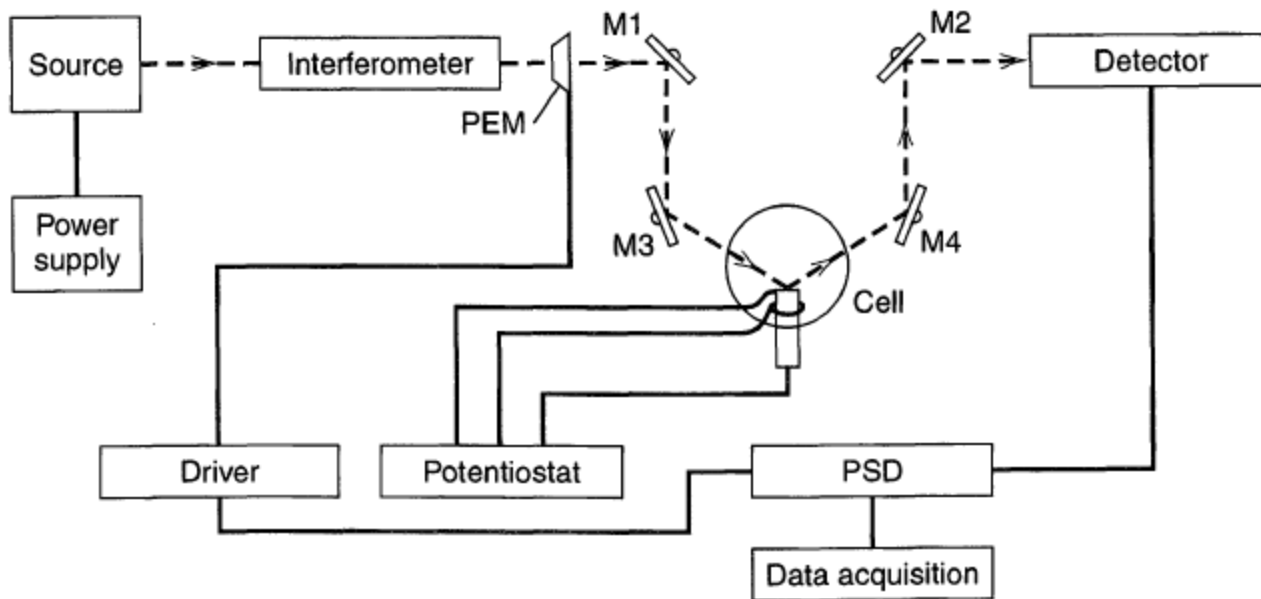 M1
M2
Source
Interferometer
Detector
PEM
Power
supply
M3
M4
Cell
Driver
Potentiostat
PSD
Data acquisition